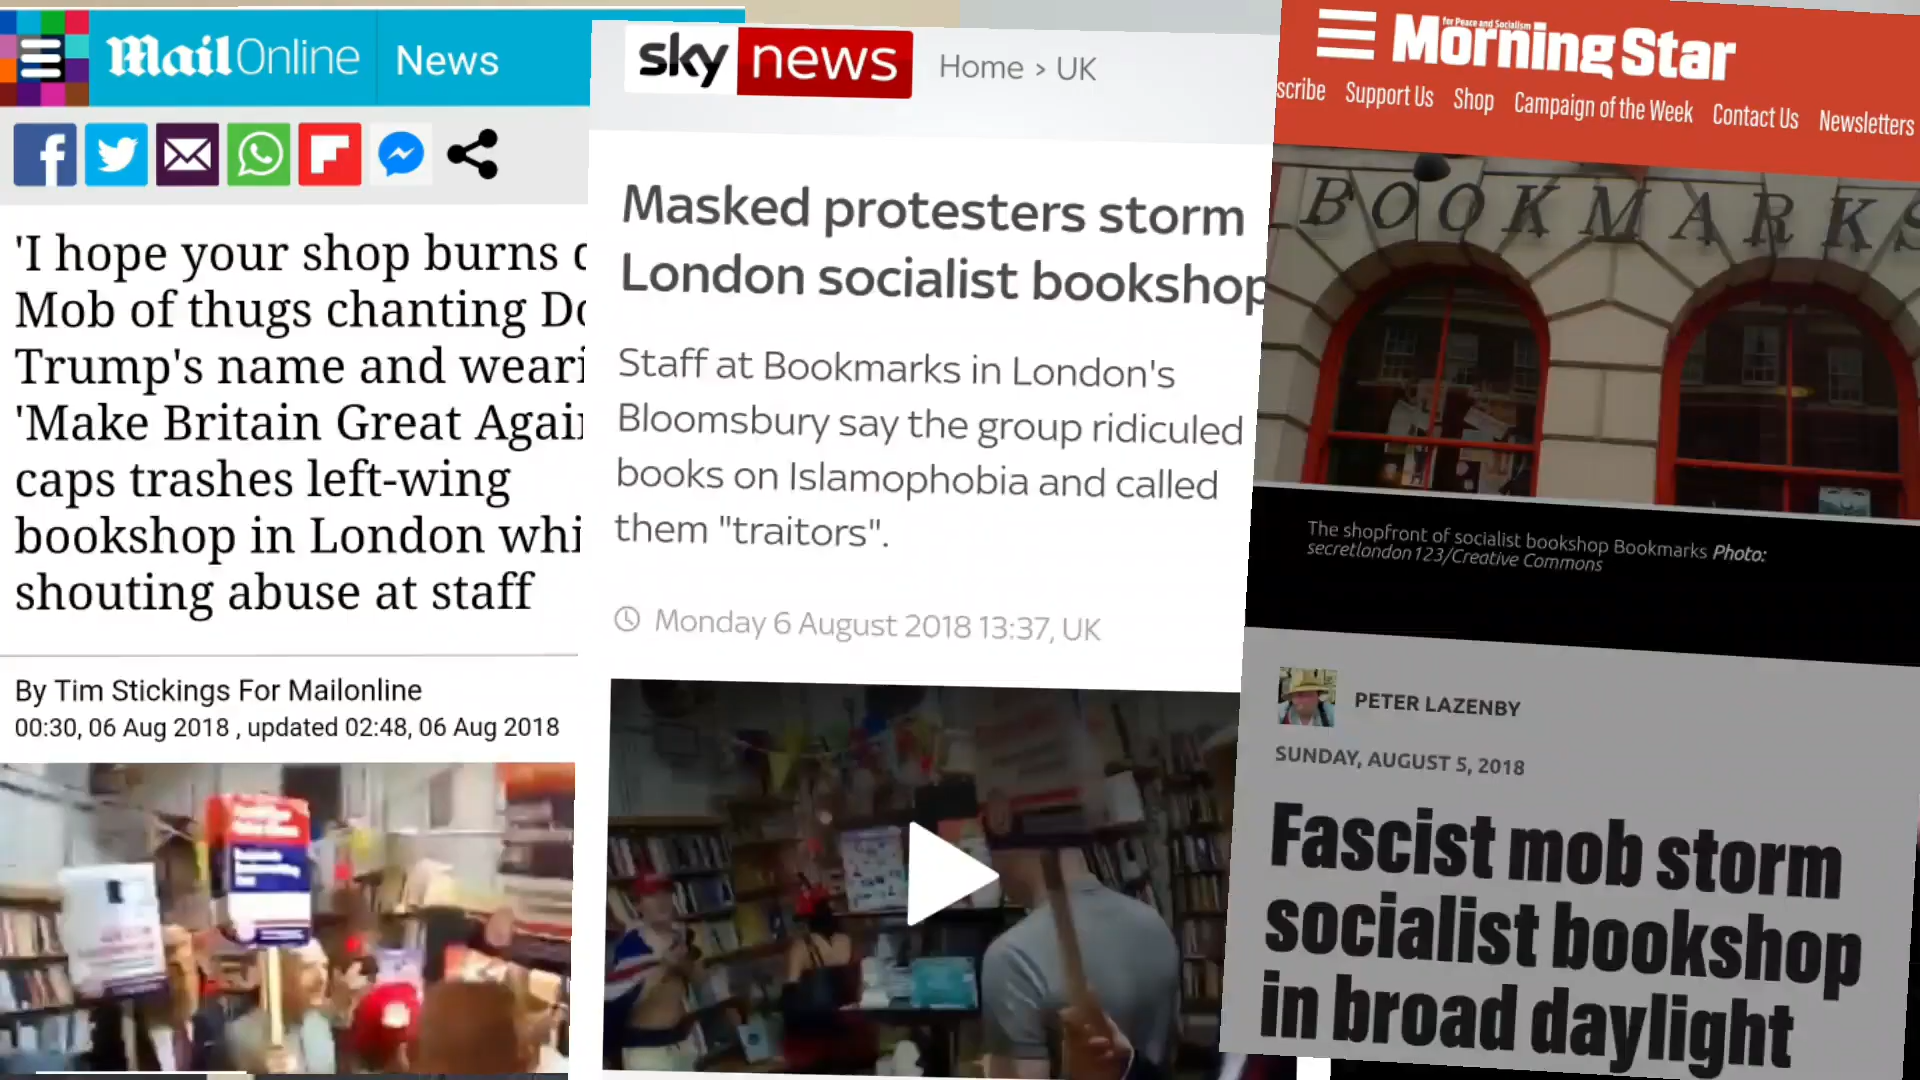 MailOnline
News
'I hope your shop burns
Mob of thugs chanting
Trump's name and
'Make Britain Great
caps trashes left-wing
bookshop in London
shouting abuse at staff
By Tim Stickings For Mailonline
00:30, 06 Aug 2018 , updated 02:48, 06 Aug 2018
sky news
Home > UK
Masked protesters storm
London socialist bookshop
Staff at Bookmarks in London's
Bloomsbury say the group ridiculed
books on Islamophobia and called
them "traitors".
Monday 6 August 2018 13:37, UK
for Peace and Socialism
Morning Star
scribe Support Us Shop Campaign of the Week Contact Us Newsletters
BOOKMARKS
The shopfront of socialist bookshop Bookmarks Photo:
secretlondon123/Creative Commons
PETER LAZENBY
SUNDAY, AUGUST 5, 2018
Fascist mob storm
socialist bookshop
in broad daylight